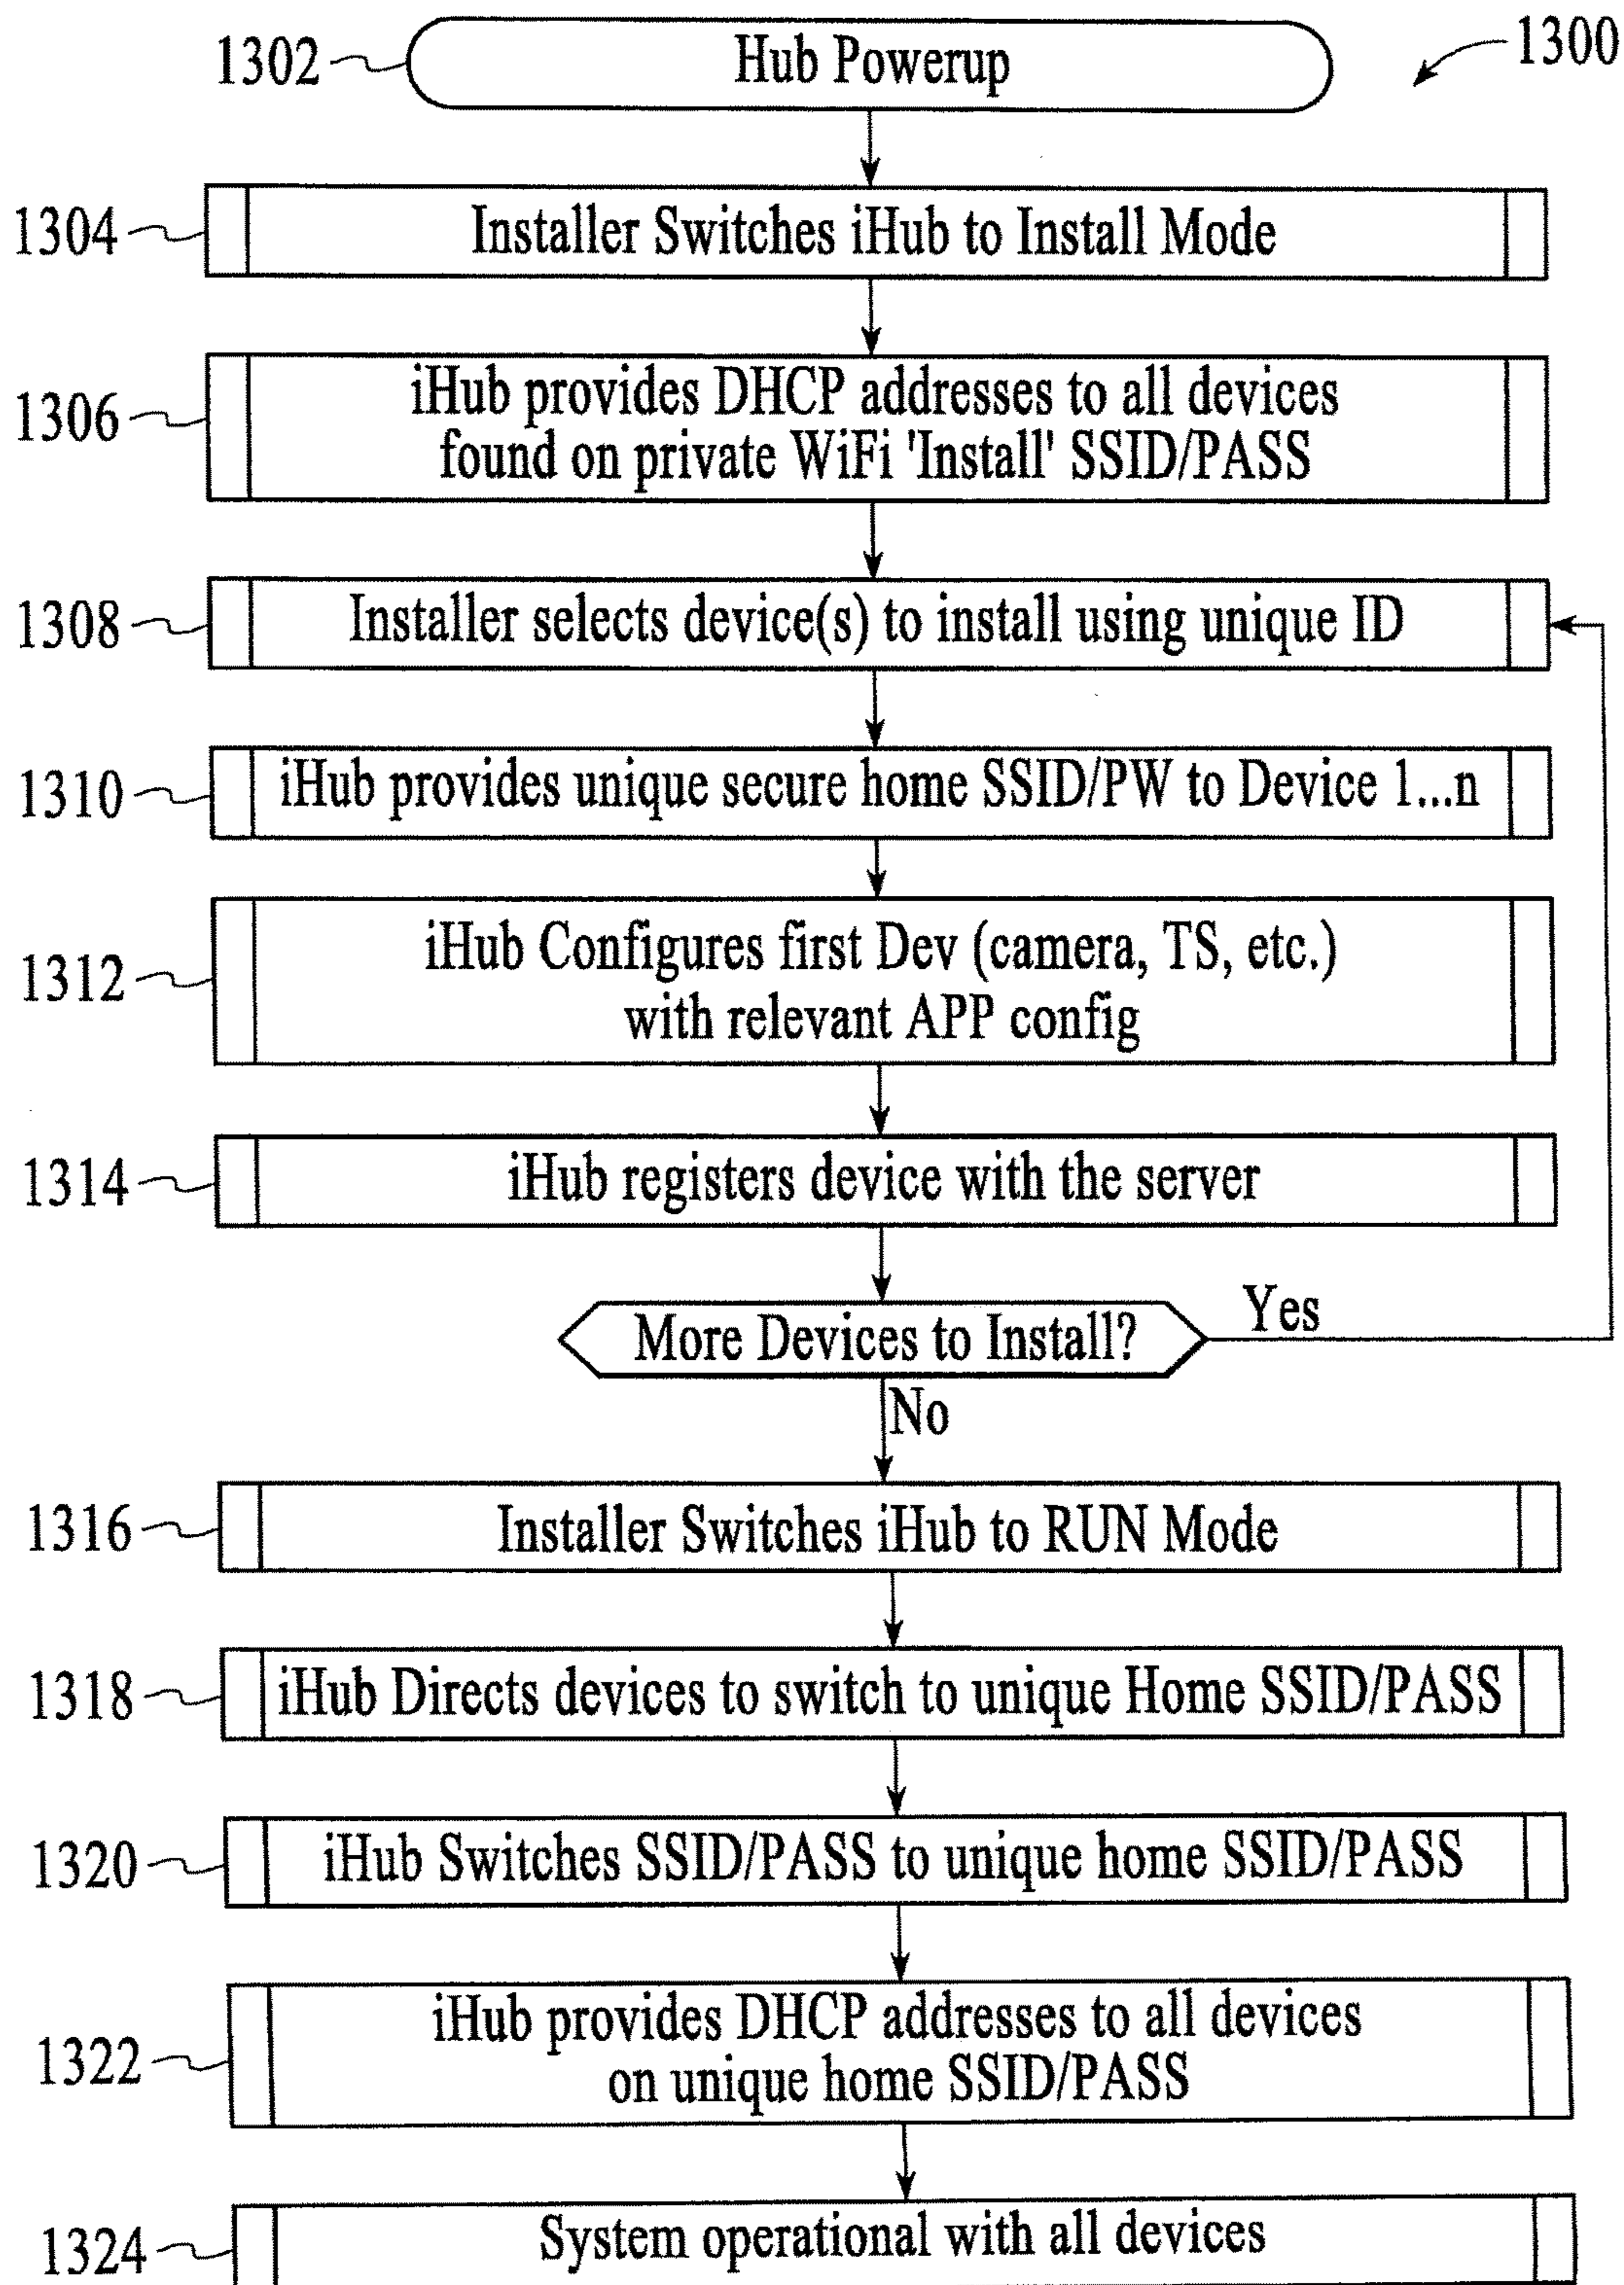 1300
1302 Hub Powerup
1304 Installer Switches iHub to Install Mode
1306 iHub provides DHCP addresses to all devices
found on private WiFi 'Install' SSID/PASS
1308 Installer selects device(s) to install using unique ID
1310 iHub provides unique secure home SSID/PW to Device 1...n
1312 iHub Configures first Dev (camera, TS, etc.)
with relevant APP config
1314 iHub registers device with the server
More Devices to Install? Yes
No
1316 Installer Switches iHub to RUN Mode
1318 iHub Directs devices to switch to unique Home SSID/PASS
1320 iHub Switches SSID/PASS to unique home SSID/PASS
1322 iHub provides DHCP addresses to all devices
on unique home SSID/PASS
1324 System operational with all devices